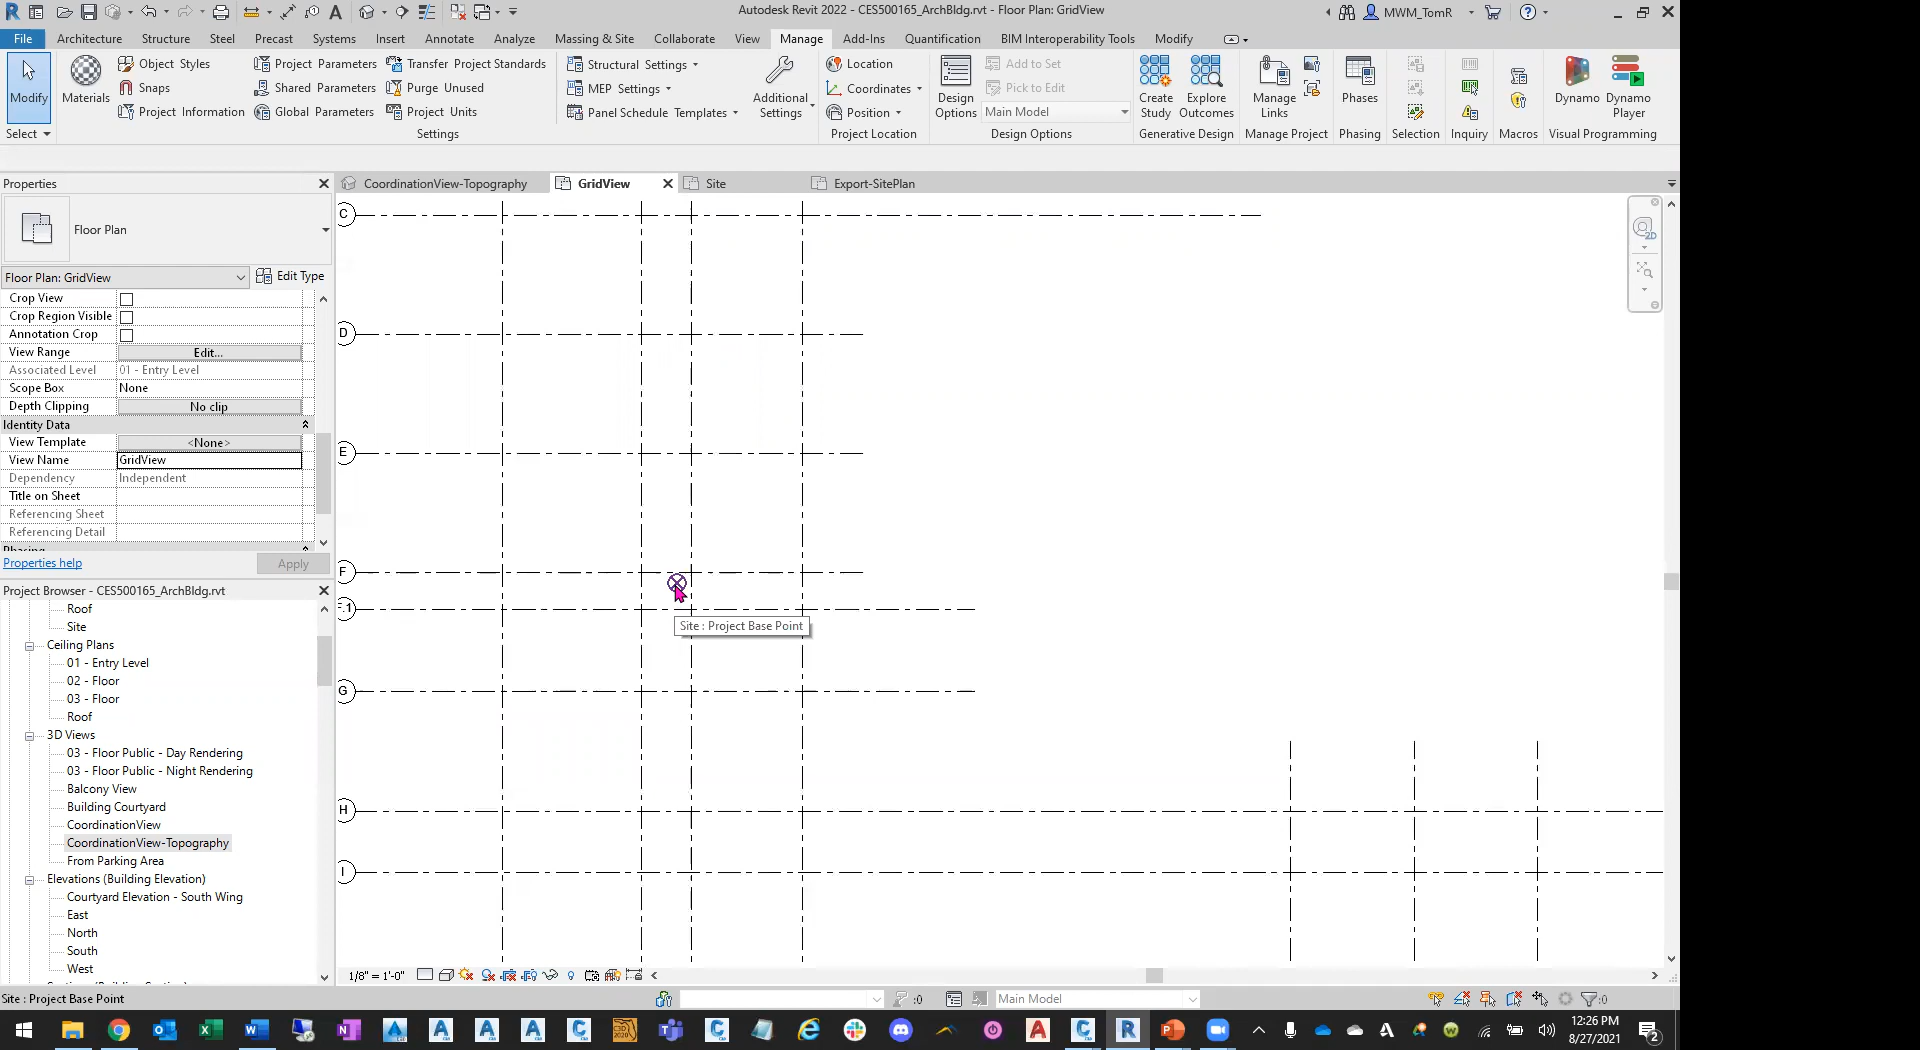 Autodesk Revit 2022 - CES500165_ArchBldg.rvt - Floor Plan: GridView
MWM_TomR
File Architecture Structure Steel Precast Systems Insert Annotate Analyze Massing & Site Collaborate View Manage Add-Ins Quantification BIM Interoperability Tools Modify
Modify
Select
Materials
Object Styles
Snaps
Project Information
Project Parameters
Shared Parameters
Global Parameters
Transfer Project Standards
Purge Unused
Project Units
Settings
Structural Settings
MEP Settings
Panel Schedule Templates
Additional Settings
Location
Coordinates
Position
Project Location
Design Options
Add to Set
Pick to Edit
Main Model
Design Options
Create Study
Explore Outcomes
Generative Design
Manage Links
Manage Project
Phases
Phasing
Selection
Inquiry
Macros
Dynamo
Dynamo Player
Visual Programming
Properties
CoordinationView-Topography
GridView
Site
Export-SitePlan
Floor Plan
Floor Plan: GridView
Edit Type
Crop View
Crop Region Visible
Annotation Crop
View Range Edit...
Associated Level 01 - Entry Level
Scope Box None
Depth Clipping No clip
Identity Data
View Template <None>
View Name GridView
Dependency Independent
Title on Sheet
Referencing Sheet
Referencing Detail
Properties help
Apply
Project Browser - CES500165_ArchBldg.rvt
Roof
Site
Ceiling Plans
01 - Entry Level
02 - Floor
03 - Floor
Roof
3D Views
03 - Floor Public - Day Rendering
03 - Floor Public - Night Rendering
Balcony View
Building Courtyard
CoordinationView
CoordinationView-Topography
From Parking Area
Elevations (Building Elevation)
Courtyard Elevation - South Wing
East
North
South
West
C
D
E
F
F.1
G
H
I
Site : Project Base Point
2D
1/8" = 1'-0"
Site : Project Base Point
:0
Main Model
:0
12:26 PM
8/27/2021
2